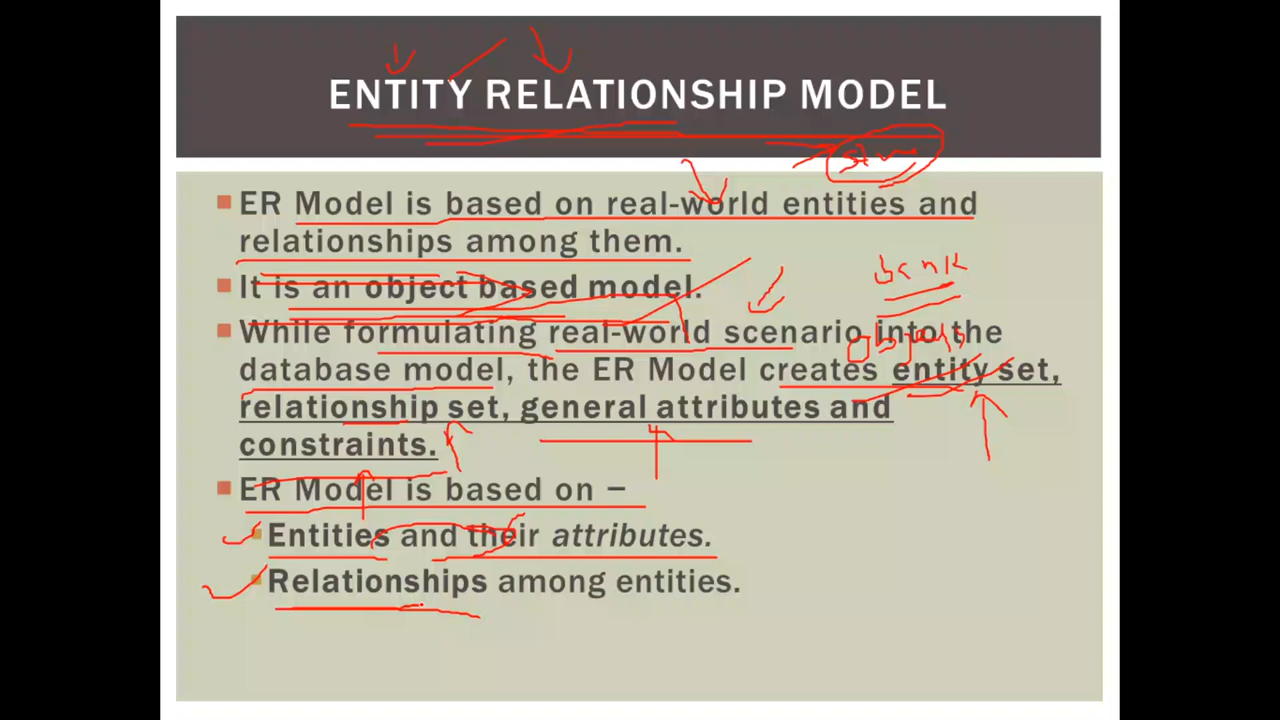 ENTITY RELATIONSHIP MODEL
ER Model is based on real-world entities and
relationships among them.
It is an object based model.
bank
While formulating real-world scenario into the
database model, the ER Model creates entity set,
relationship set, general attributes and
constraints.
ER Model is based on –
Entities and their attributes.
Relationships among entities.